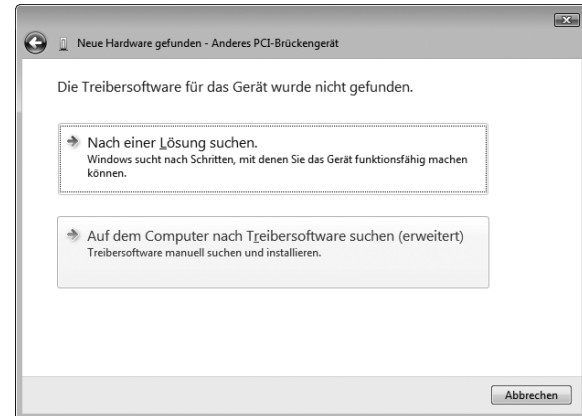 Neue Hardware gefunden - Anderes PCI-Brückengerät
Die Treibersoftware für das Gerät wurde nicht gefunden.
Nach einer Lösung suchen.
Windows sucht nach Schritten, mit denen Sie das Gerät funktionsfähig machen
können.
Auf dem Computer nach Treibersoftware suchen (erweitert)
Treibersoftware manuell suchen und installieren.
Abbrechen